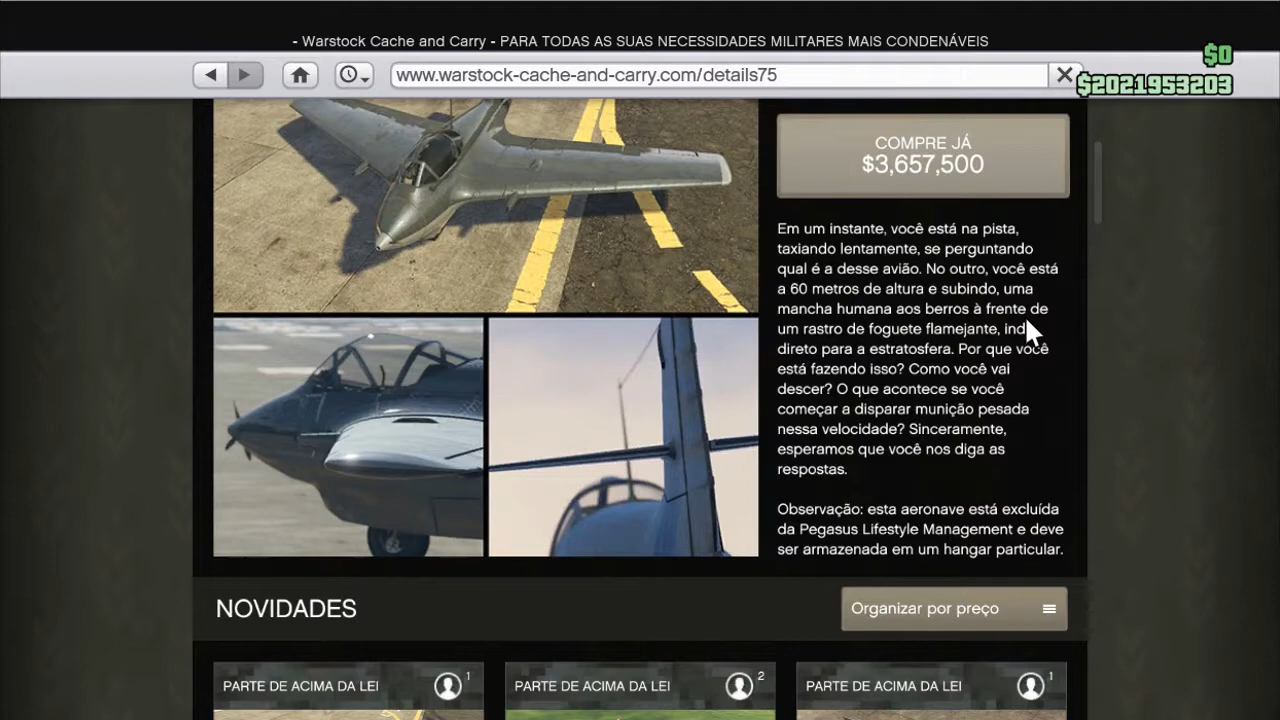 - Warstock Cache and Carry - PARA TODAS AS SUAS NECESSIDADES MILITARES MAIS CONDENÁVEIS
www.warstock-cache-and-carry.com/details75
$0
$2021953203
COMPRE JÁ
$3,657,500
Em um instante, você está na pista,
taxiando lentamente, se perguntando
qual é a desse avião. No outro, você está
a 60 metros de altura e subindo, uma
mancha humana aos berros à frente de
um rastro de foguete flamejante, ind
direto para a estratosfera. Por que você
está fazendo isso? Como você vai
descer? O que acontece se você
começar a disparar munição pesada
nessa velocidade? Sinceramente,
esperamos que você nos diga as
respostas.
Observação: esta aeronave está excluída
da Pegasus Lifestyle Management e deve
ser armazenada em um hangar particular.
NOVIDADES
Organizar por preço
PARTE DE ACIMA DA LEI 1
PARTE DE ACIMA DA LEI 2
PARTE DE ACIMA DA LEI 1